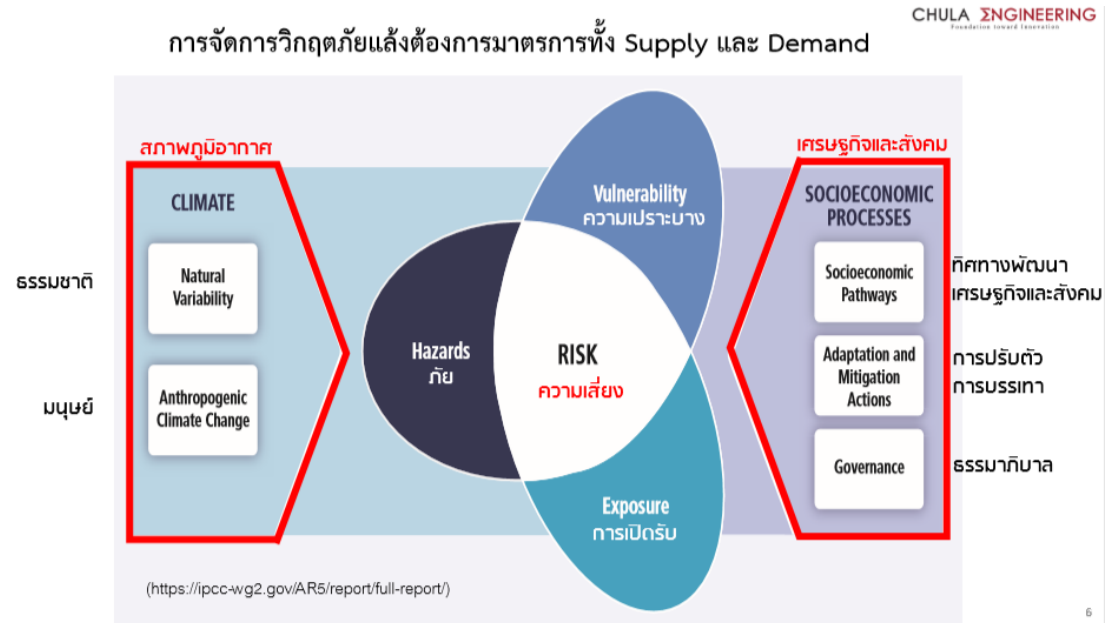 CHULA ΣNGINEERING
Foundation toward Innovation
การจัดการวิกฤตภัยแล้งต้องการมาตรการทั้ง Supply และ Demand
สภาพภูมิอากาศ
CLIMATE
ธรรมชาติ
Natural
Variability
มนุษย์
Anthropogenic
Climate Change
Vulnerability
ความเปราะบาง
Hazards
ภัย
RISK
ความเสี่ยง
Exposure
การเปิดรับ
เศรษฐกิจและสังคม
SOCIOECONOMIC
PROCESSES
Socioeconomic
Pathways
ทิศทางพัฒนา
เศรษฐกิจและสังคม
Adaptation and
Mitigation
Actions
การปรับตัว
การบรรเทา
Governance
ธรรมาภิบาล
(https://ipcc-wg2.gov/AR5/report/full-report/)
6